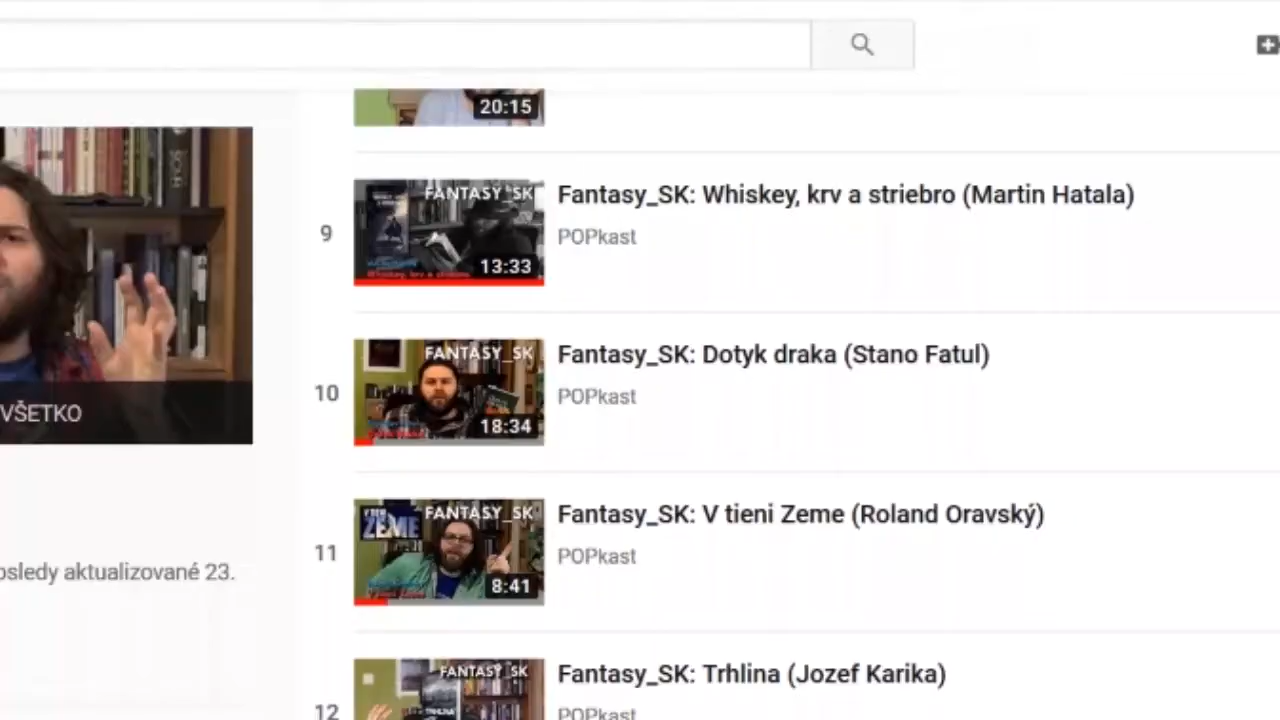 20:15
FANTASY_SK
13:33
9
Fantasy_SK: Whiskey, krv a striebro (Martin Hatala)
POPkast
FANTASY_SK
18:34
10
Fantasy_SK: Dotyk draka (Stano Fatul)
POPkast
VŠETKO
V TIENI
ZEME
FANTASY_SK
8:41
11
Fantasy_SK: V tieni Zeme (Roland Oravský)
POPkast
osledy aktualizované 23.
FANTASY_SK
TRHLINA
12
Fantasy_SK: Trhlina (Jozef Karika)
POPkast